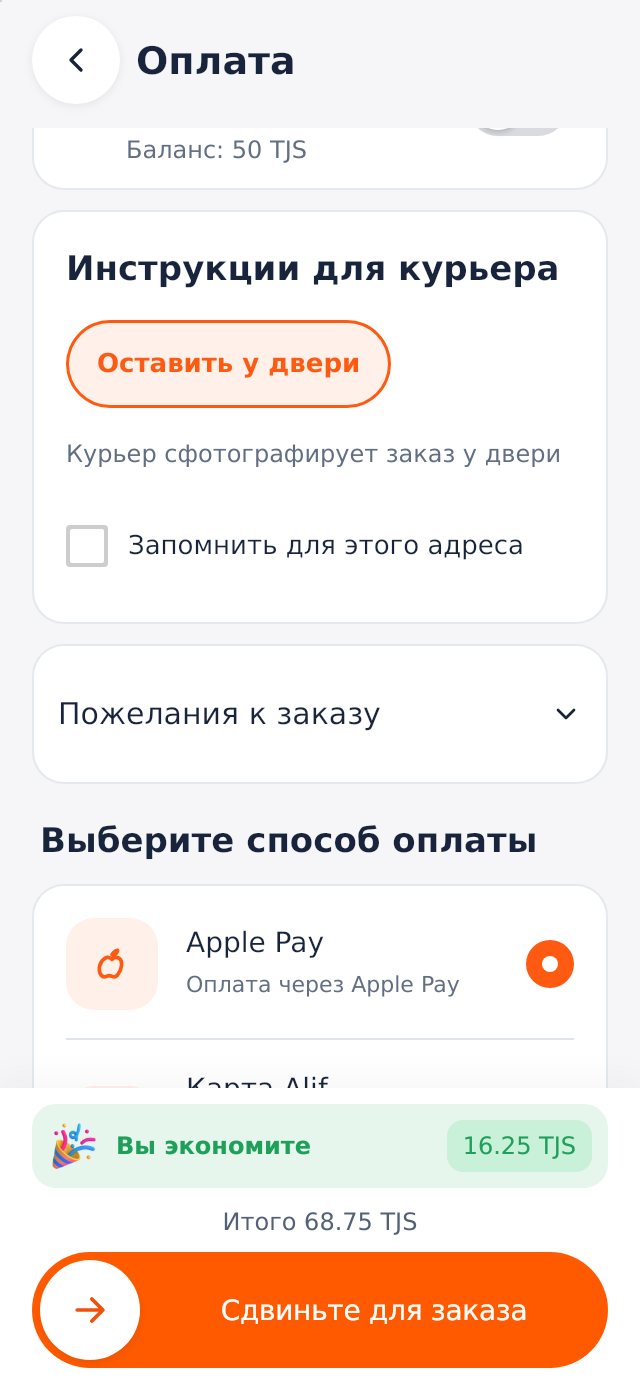 Оплата
Баланс: 50 TJS
Инструкции для курьера
Оставить у двери
Курьер сфотографирует заказ у двери
Запомнить для этого адреса
Пожелания к заказу
Выберите способ оплаты
Apple Pay
Оплата через Apple Pay
Карта Alif
Вы экономите
16.25 TJS
Итого 68.75 TJS
Сдвиньте для заказа